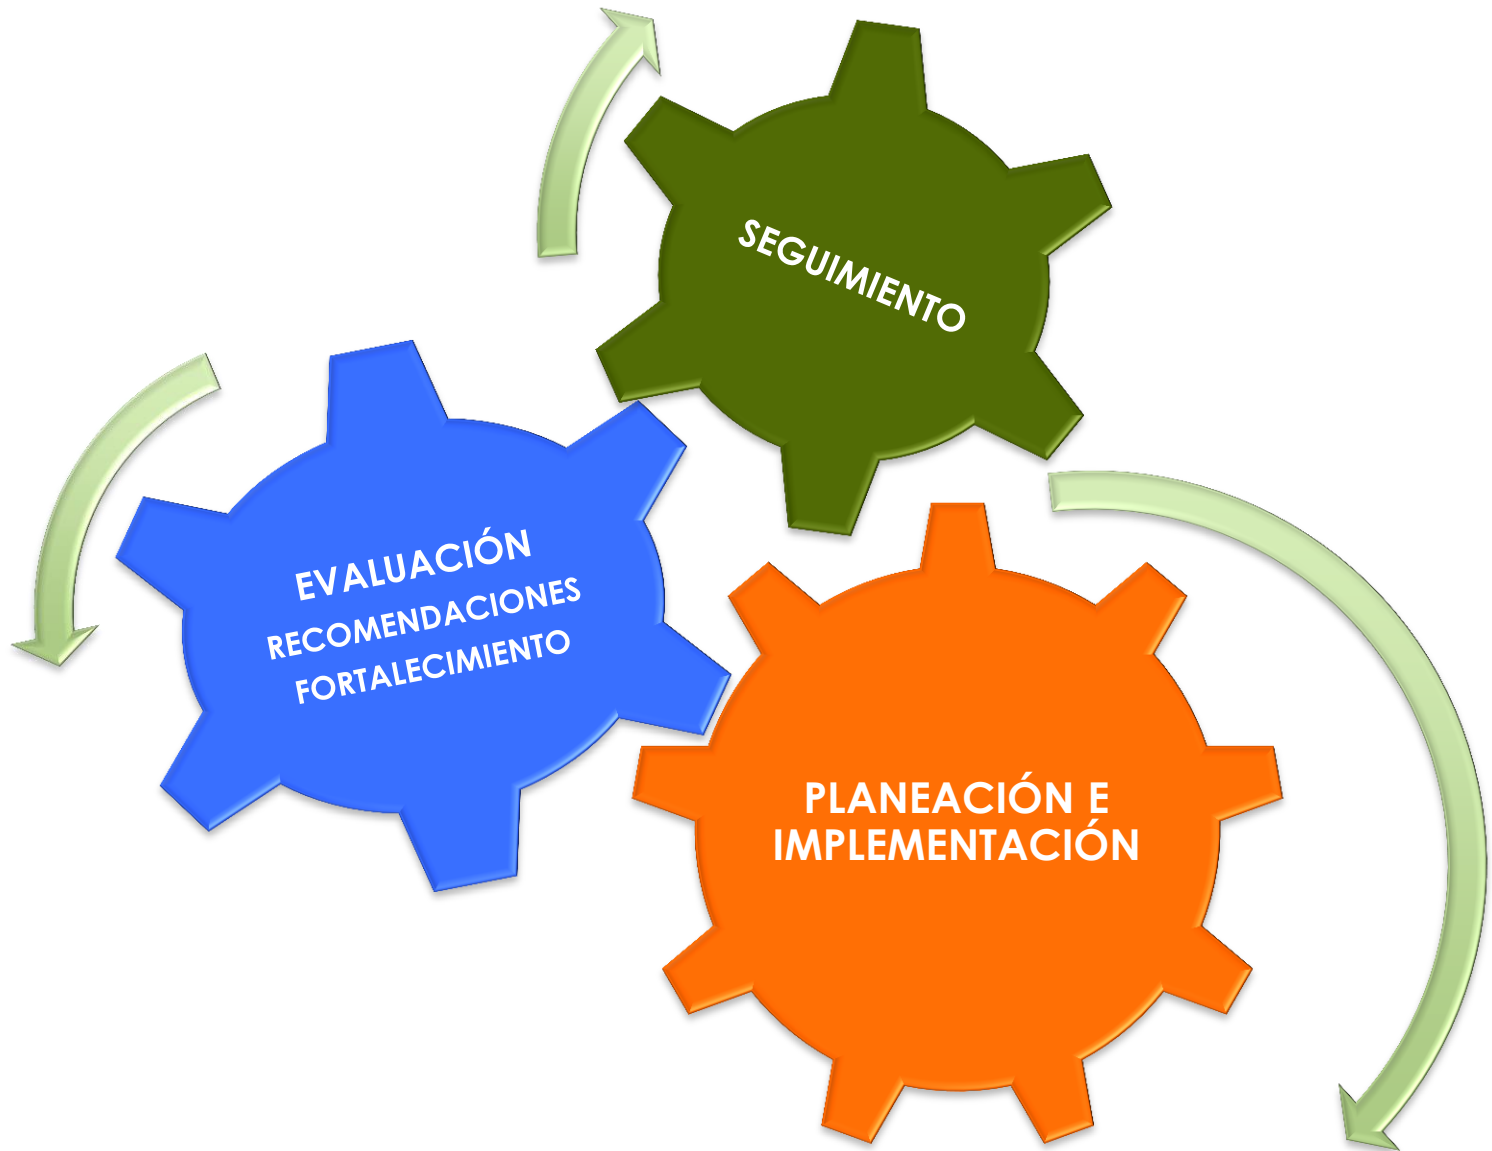 SEGUIMIENTO
EVALUACIÓN
RECOMENDACIONES
FORTALECIMIENTO
PLANEACIÓN E
IMPLEMENTACIÓN